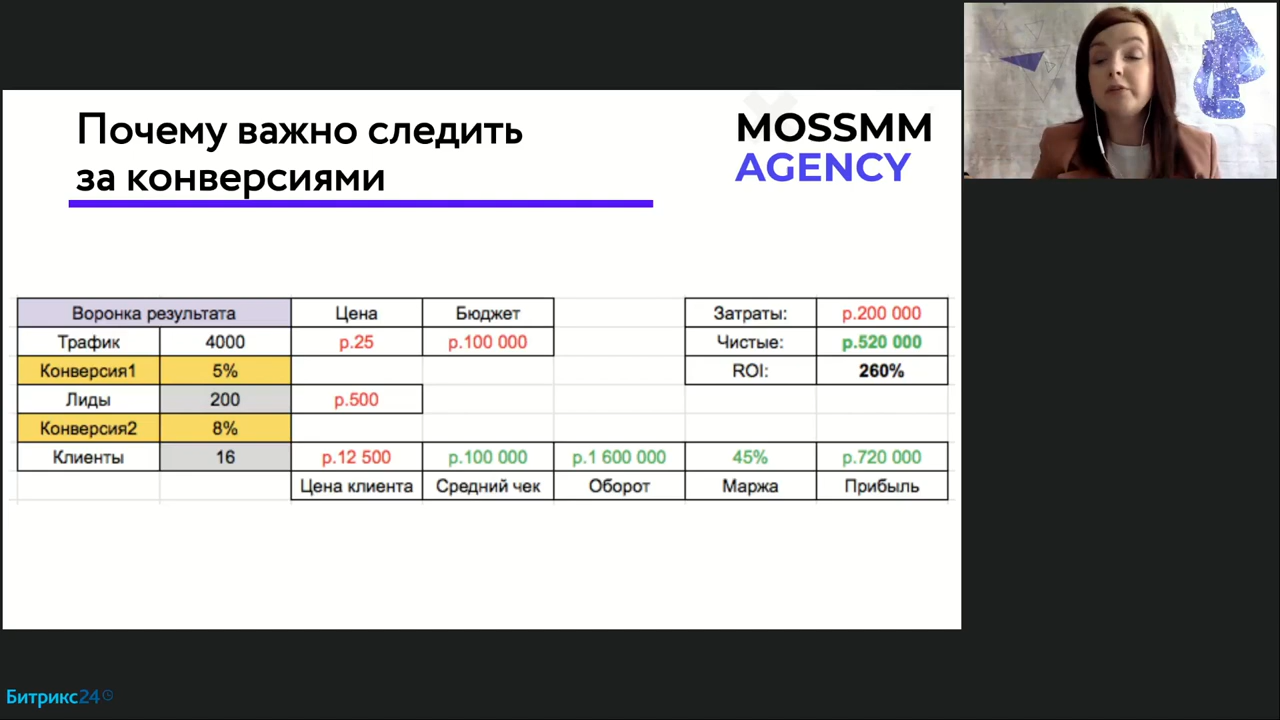 Почему важно следить
за конверсиями
MOSSMM
AGENCY
Воронка результата Цена Бюджет Затраты: р.200 000
Трафик 4000 р.25 р.100 000 Чистые: р.520 000
Конверсия1 5% ROI: 260%
Лиды 200 р.500
Конверсия2 8%
Клиенты 16 р.12 500 р.100 000 р.1 600 000 45% р.720 000
Цена клиента Средний чек Оборот Маржа Прибыль
Битрикс24